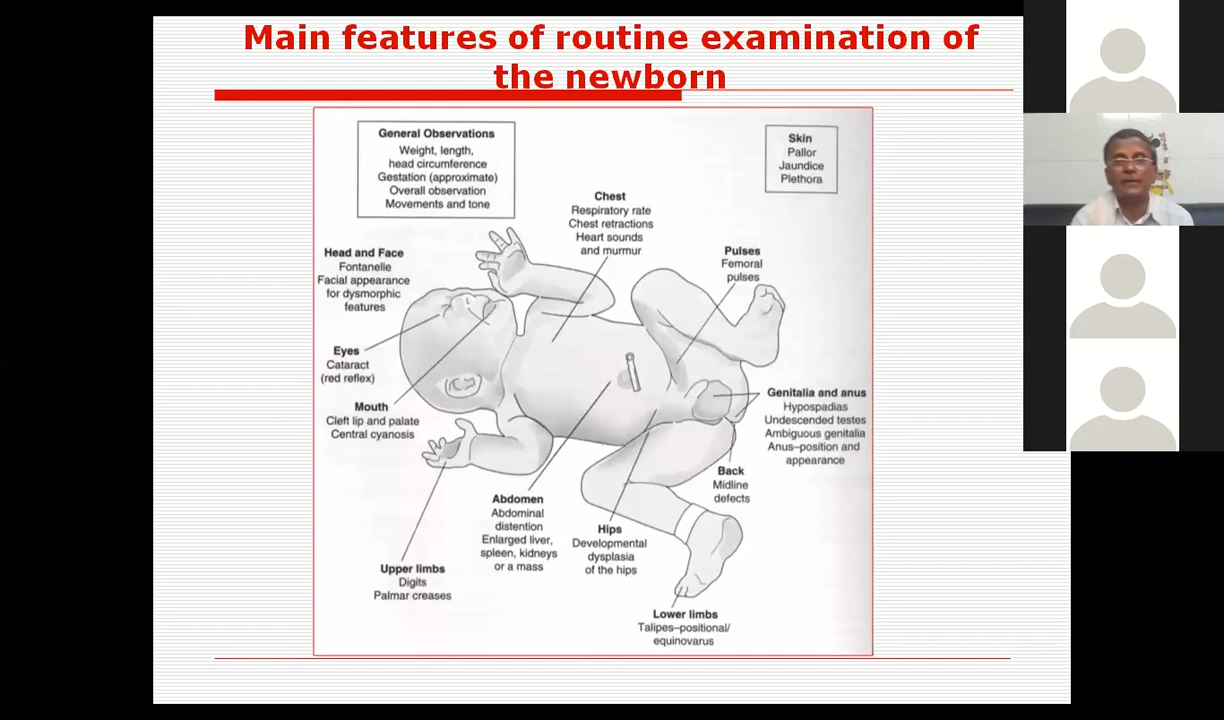 Main features of routine examination of
the newborn
General Observations
Weight, length,
head circumference
Gestation (approximate)
Overall observation
Movements and tone
Skin
Pallor
Jaundice
Plethora
Chest
Respiratory rate
Chest retractions
Heart sounds
and murmur
Head and Face
Fontanelle
Facial appearance
for dysmorphic
features
Pulses
Femoral
pulses
Eyes
Cataract
(red reflex)
Mouth
Cleft lip and palate
Central cyanosis
Genitalia and anus
Hypospadias
Undescended testes
Ambiguous genitalia
Anus–position and
appearance
Back
Midline
defects
Abdomen
Abdominal
distention
Enlarged liver,
spleen, kidneys
or a mass
Hips
Developmental
dysplasia
of the hips
Upper limbs
Digits
Palmar creases
Lower limbs
Talipes–positional/
equinovarus